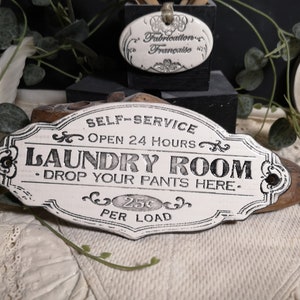 Fabrication
Française
SELF-SERVICE
OPEN 24 HOURS
LAUNDRY ROOM
· DROP YOUR PANTS HERE ·
25¢
PER LOAD